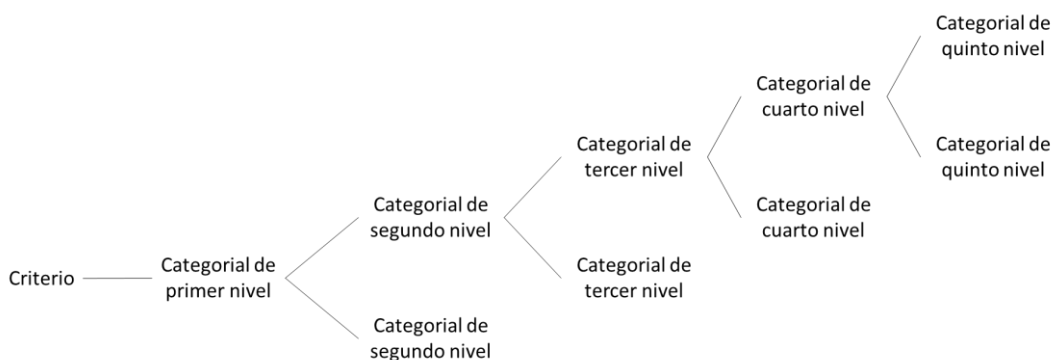 Criterio
Categorial de
primer nivel
Categorial de
segundo nivel
Categorial de
segundo nivel
Categorial de
tercer nivel
Categorial de
tercer nivel
Categorial de
cuarto nivel
Categorial de
cuarto nivel
Categorial de
quinto nivel
Categorial de
quinto nivel